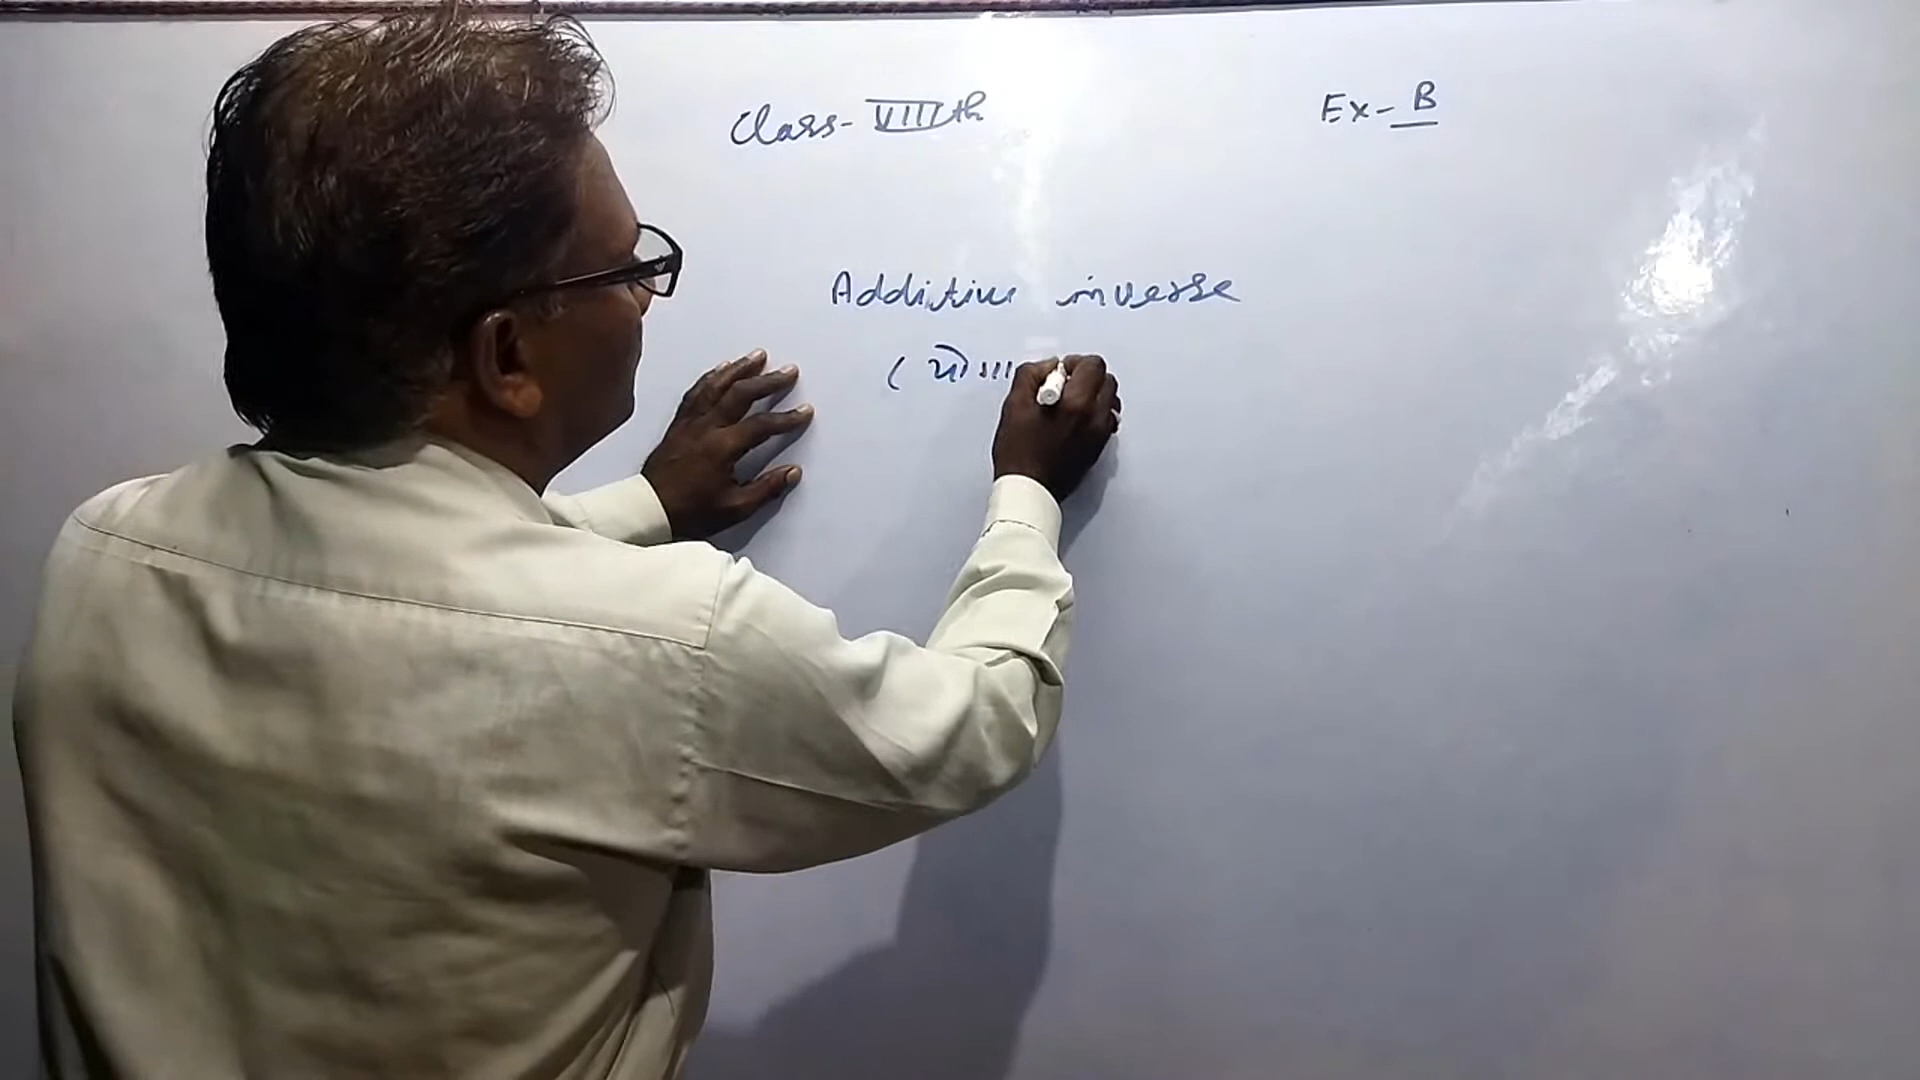 Class- VIIIth
Ex- B
Additive inverse
( योगा